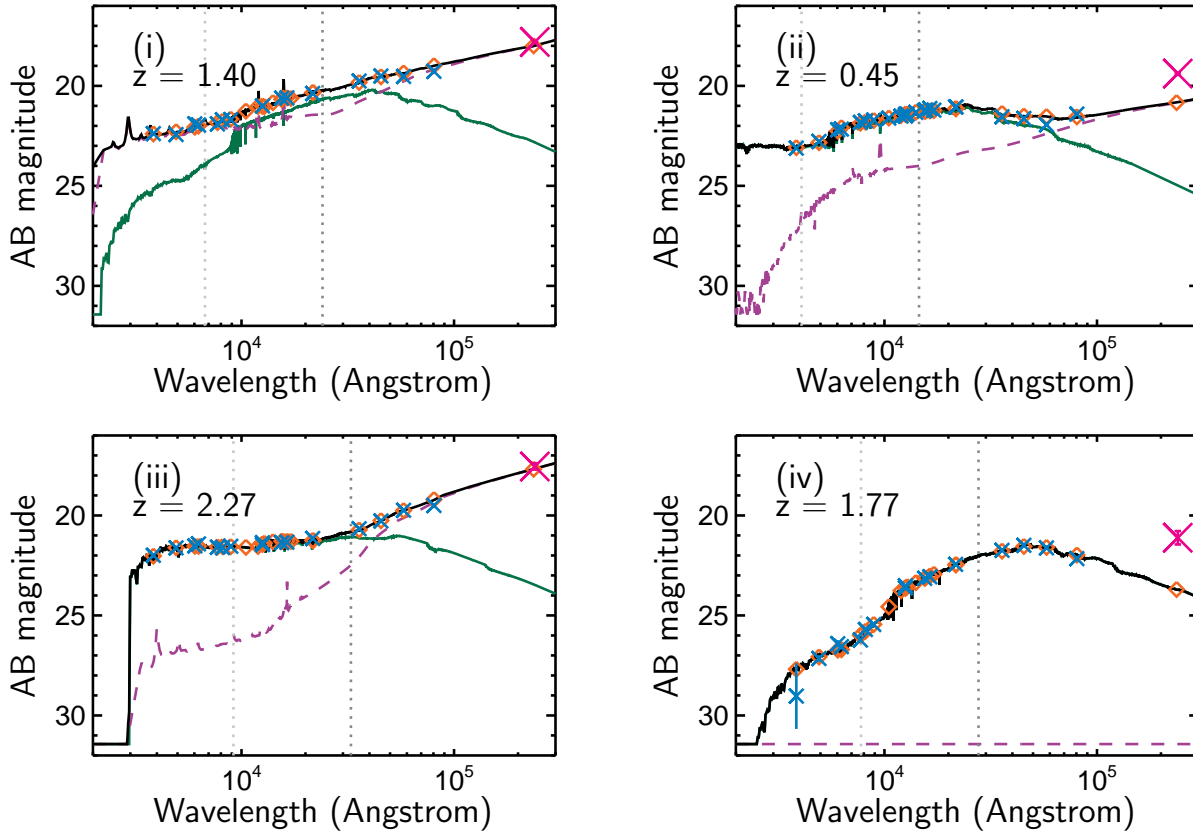 (i)
z = 1.40
20
25
30
AB magnitude
10^4
10^5
Wavelength (Angstrom)
(ii)
z = 0.45
20
25
30
AB magnitude
10^4
10^5
Wavelength (Angstrom)
(iii)
z = 2.27
20
25
30
AB magnitude
10^4
10^5
Wavelength (Angstrom)
(iv)
z = 1.77
20
25
30
AB magnitude
10^4
10^5
Wavelength (Angstrom)